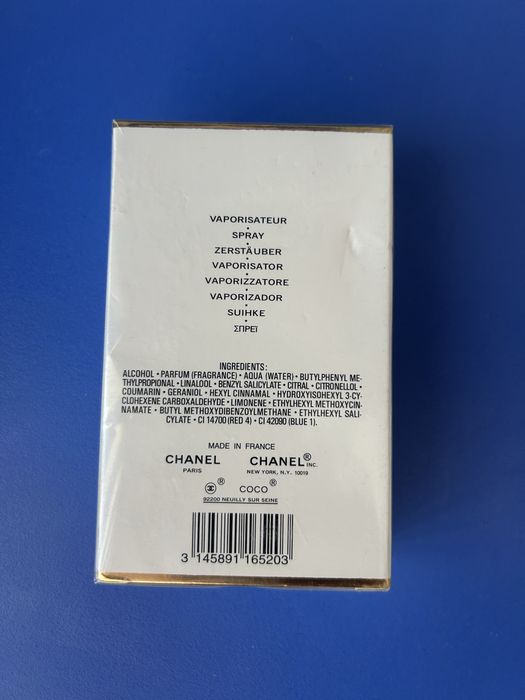 VAPORISATEUR
•
SPRAY
•
ZERSTÄUBER
•
VAPORISATOR
•
VAPORIZZATORE
•
VAPORIZADOR
•
SUIHKE
•
ΣΠΡΕΪ
INGREDIENTS:
ALCOHOL • PARFUM (FRAGRANCE) • AQUA (WATER) • BUTYLPHENYL ME-
THYLPROPIONAL • LINALOOL • BENZYL SALICYLATE • CITRAL • CITRONELLOL •
COUMARIN • GERANIOL • HEXYL CINNAMAL • HYDROXYISOHEXYL 3-CY-
CLOHEXENE CARBOXALDEHYDE • LIMONENE • ETHYLHEXYL METHOXYCIN-
NAMATE • BUTYL METHOXYDIBENZOYLMETHANE • ETHYLHEXYL SALI-
CYLATE • CI 14700 (RED 4) • CI 42090 (BLUE 1).
MADE IN FRANCE
CHANEL CHANEL® INC.
PARIS NEW YORK, N.Y. 10019
® COCO®
92200 NEUILLY SUR SEINE
3 145891 165203